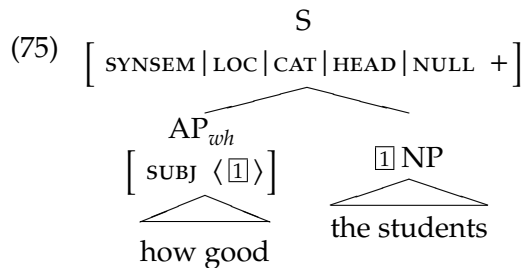 S
(75) [ SYNSEM|LOC|CAT|HEAD|NULL +]
AP_wh
[ SUBJ ⟨ 1 ⟩]
1 NP
how good
the students